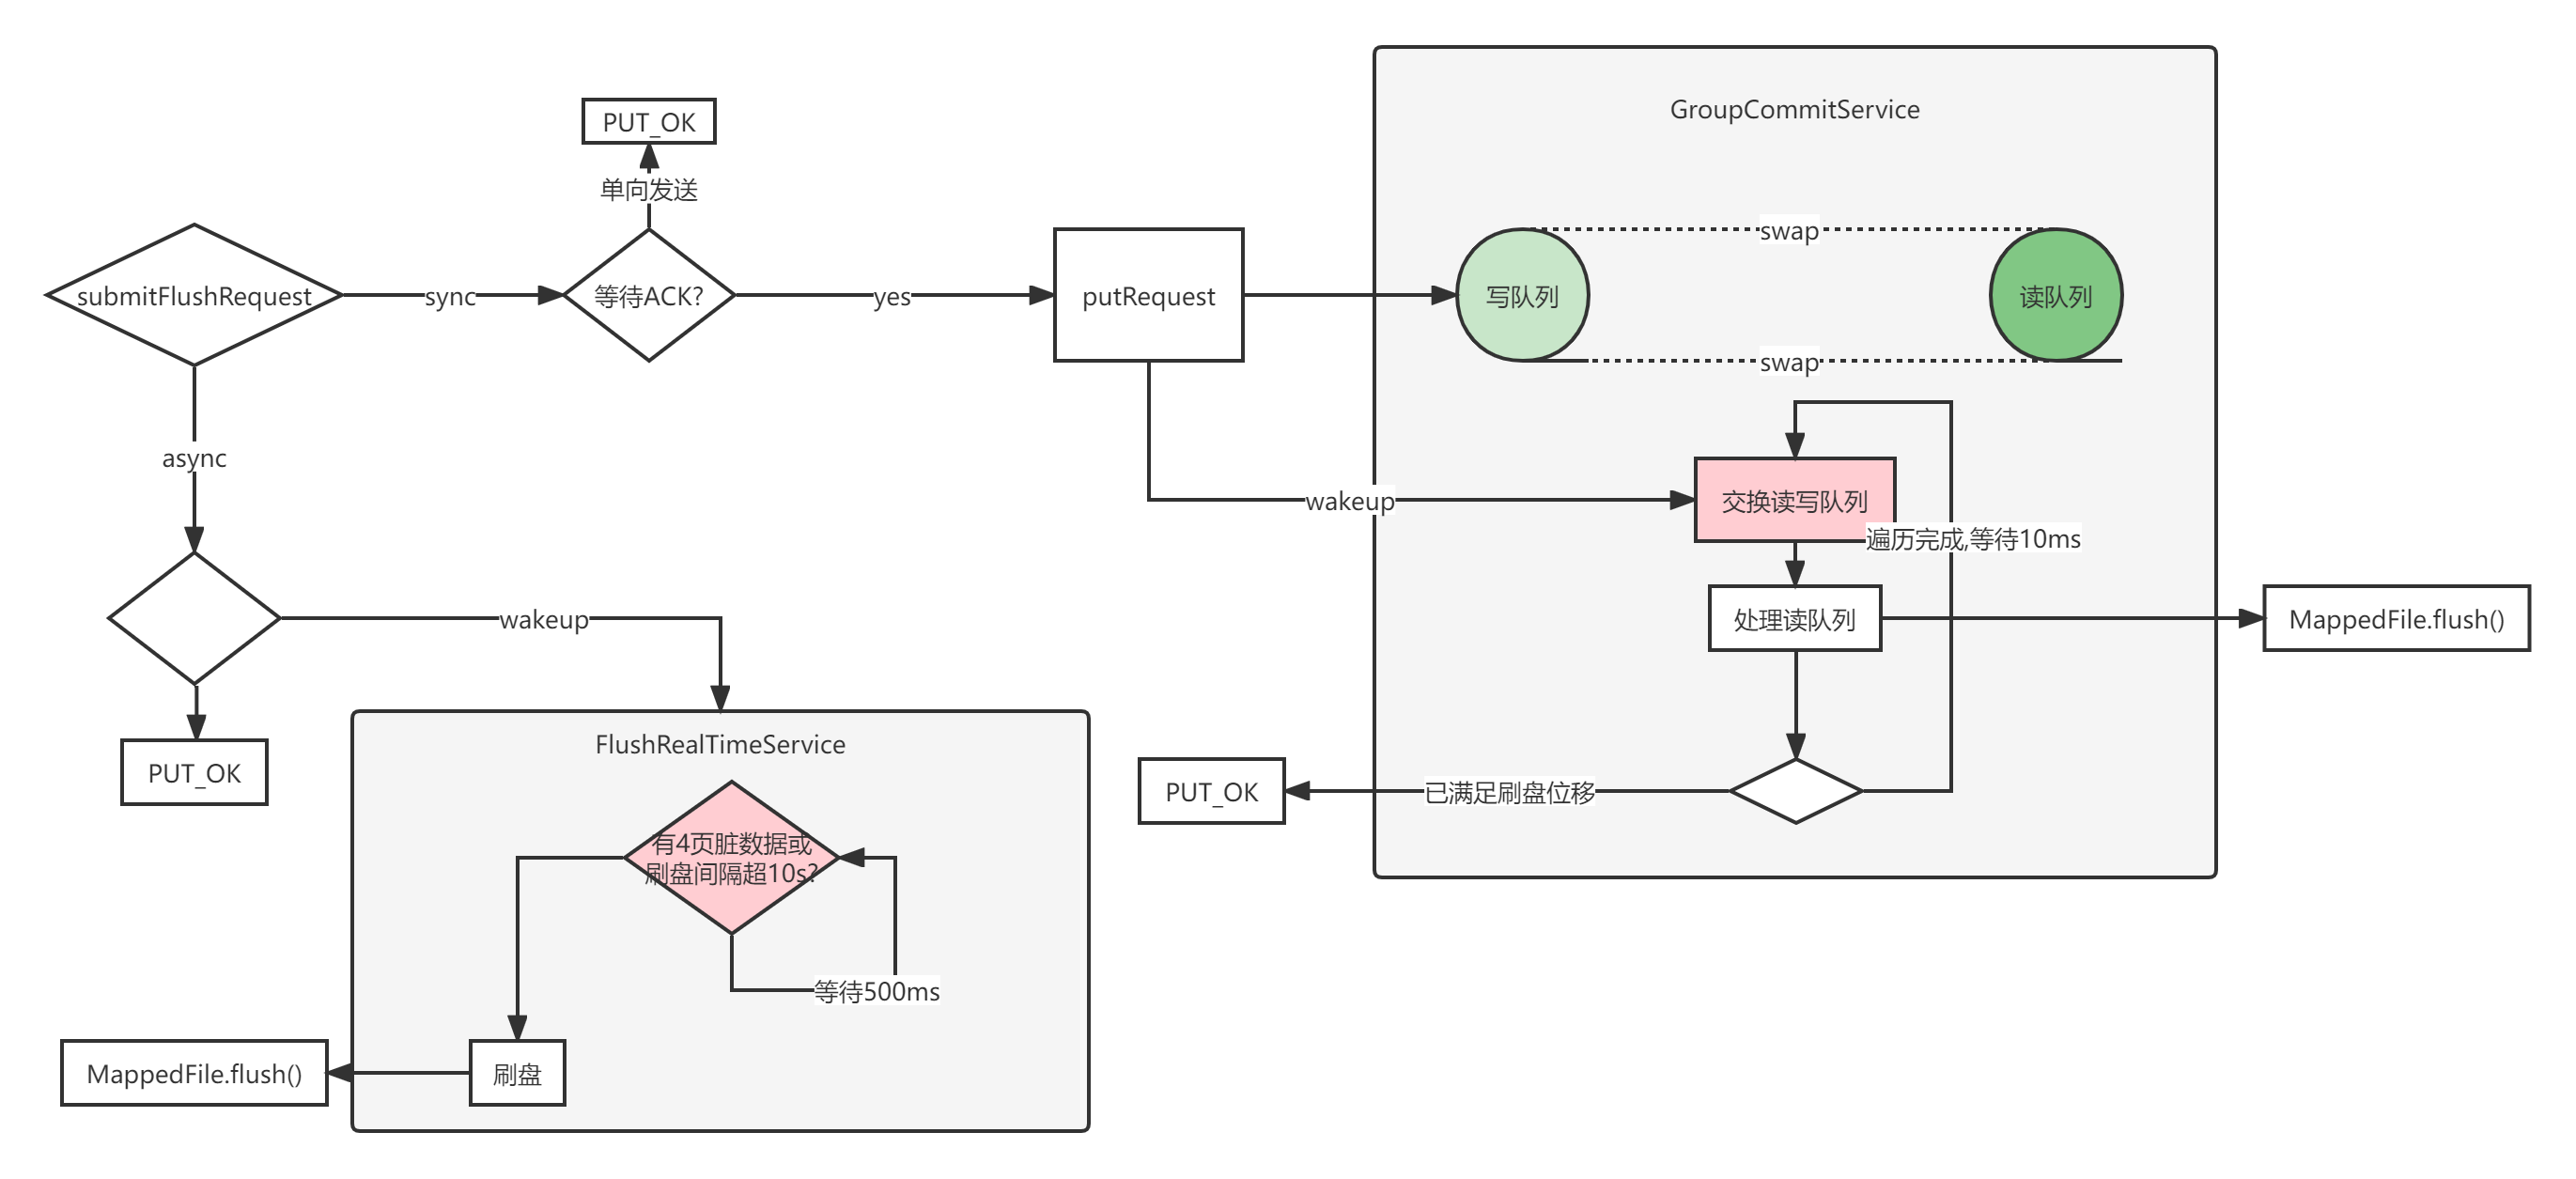 GroupCommitService
PUT_OK
单向发送
swap
submitFlushRequest
sync
等待ACK?
yes
putRequest
写队列
读队列
swap
async
wakeup
交换读写队列
遍历完成,等待10ms
wakeup
处理读队列
MappedFile.flush()
FlushRealTimeService
PUT_OK
PUT_OK
已满足刷盘位移
有4页脏数据或
刷盘间隔超10s?
等待500ms
MappedFile.flush()
刷盘